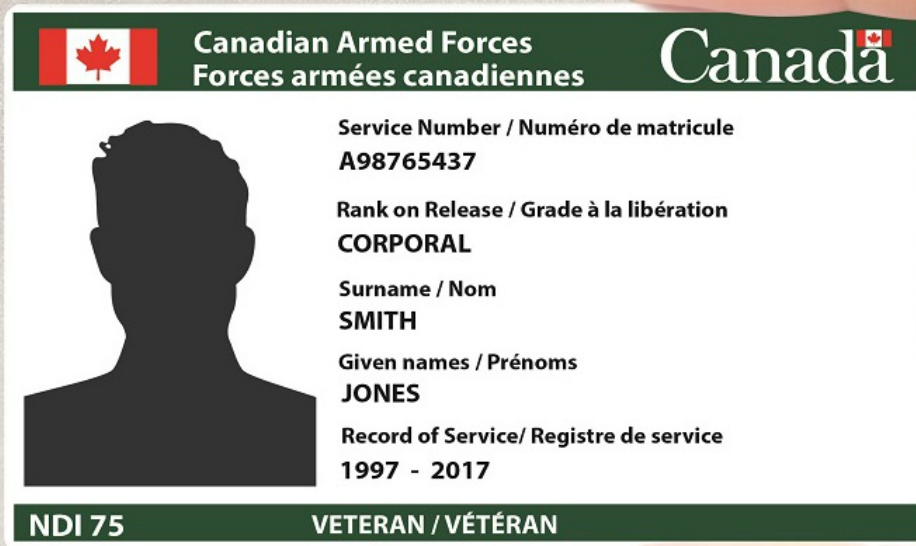 Canadian Armed Forces
Forces armées canadiennes
Canada
Service Number / Numéro de matricule
A98765437
Rank on Release / Grade à la libération
CORPORAL
Surname / Nom
SMITH
Given names / Prénoms
JONES
Record of Service/ Registre de service
1997 - 2017
NDI 75
VETERAN / VÉTÉRAN